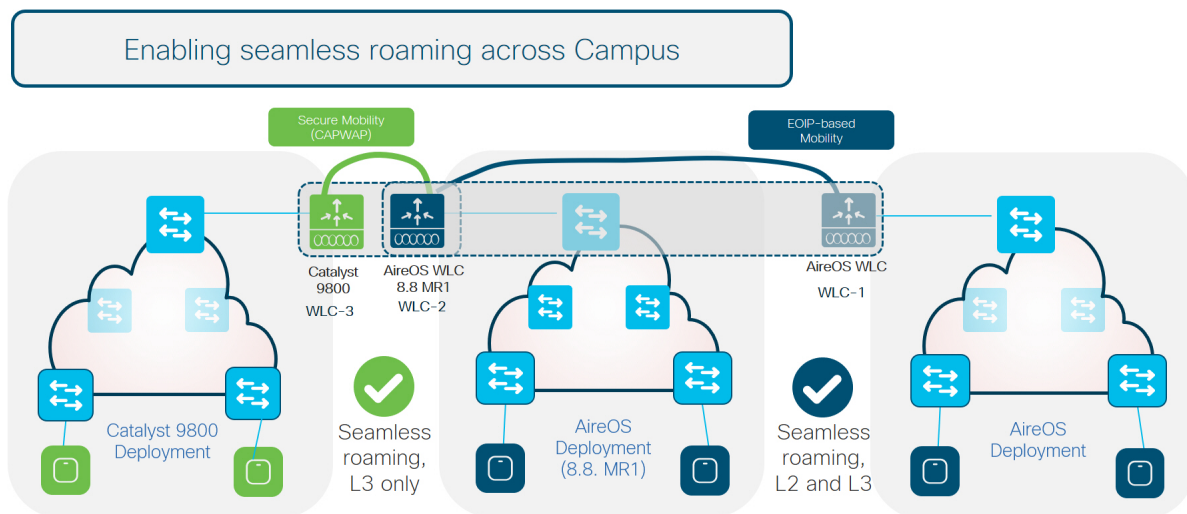 Enabling seamless roaming across Campus
Secure Mobility
(CAPWAP)
EOIP-based
Mobility
Catalyst
9800
WLC-3
AireOS WLC
8.8 MR1
WLC-2
AireOS WLC
WLC-1
Catalyst 9800
Deployment
Seamless
roaming,
L3 only
AireOS
Deployment
(8.8. MR1)
Seamless
roaming,
L2 and L3
AireOS
Deployment